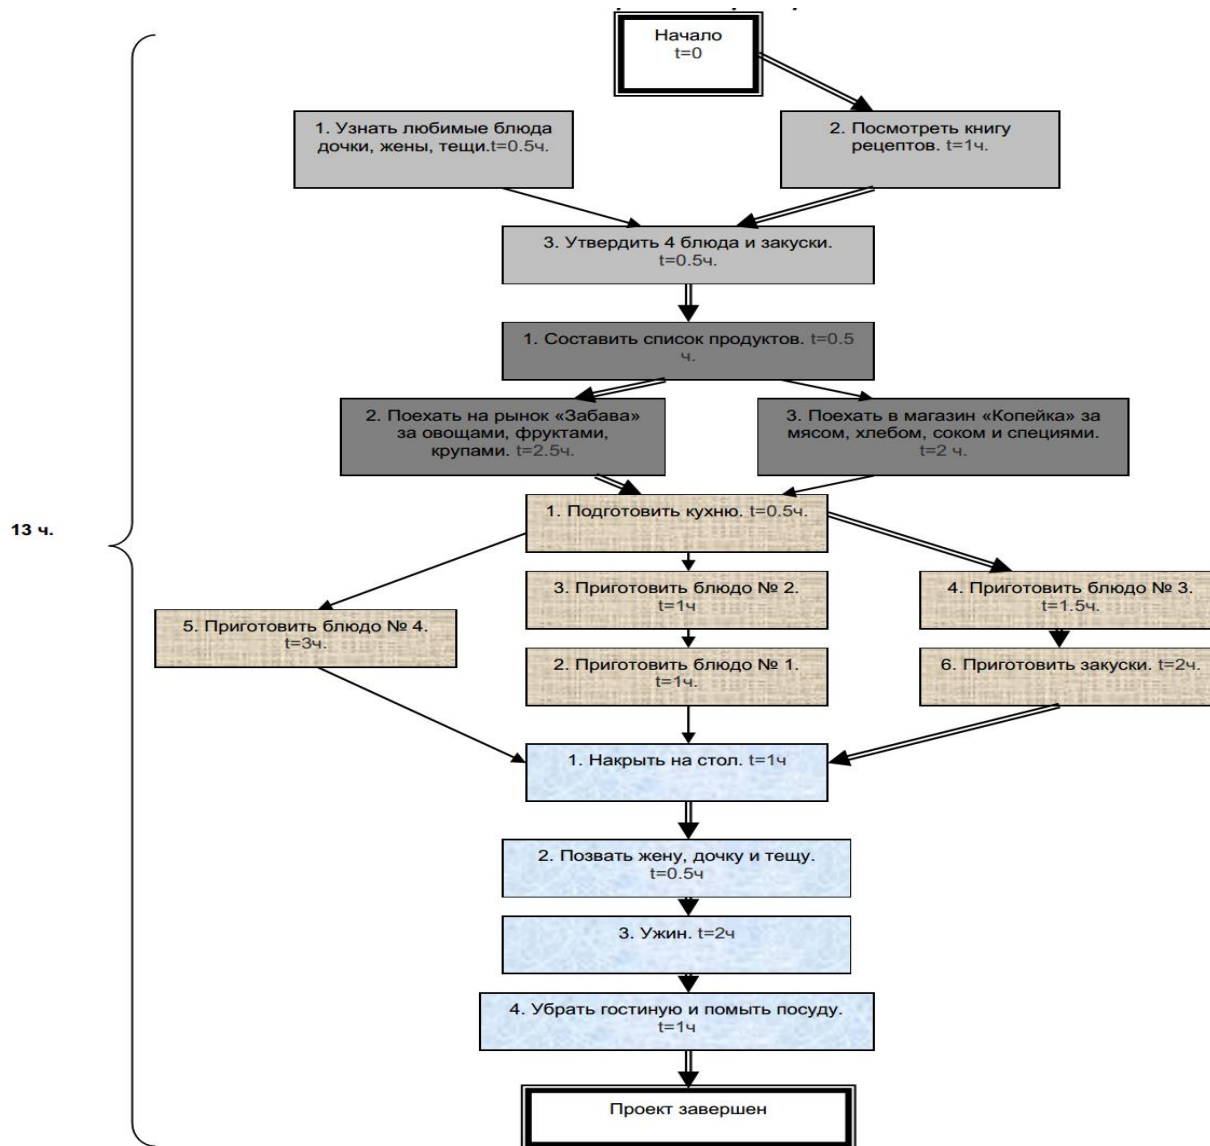 Начало
t=0
1. Узнать любимые блюда
дочки, жены, тещи.t=0.5ч.
2. Посмотреть книгу
рецептов. t=1ч.
3. Утвердить 4 блюда и закуски.
t=0.5ч.
1. Составить список продуктов. t=0.5
ч.
2. Поехать на рынок «Забава»
за овощами, фруктами,
крупами. t=2.5ч.
3. Поехать в магазин «Копейка» за
мясом, хлебом, соком и специями.
t=2 ч.
1. Подготовить кухню. t=0.5ч.
13 ч.
3. Приготовить блюдо № 2.
t=1ч
4. Приготовить блюдо № 3.
t=1.5ч.
5. Приготовить блюдо № 4.
t=3ч.
2. Приготовить блюдо № 1.
t=1ч.
6. Приготовить закуски. t=2ч.
1. Накрыть на стол. t=1ч
2. Позвать жену, дочку и тещу.
t=0.5ч
3. Ужин. t=2ч
4. Убрать гостиную и помыть посуду.
t=1ч
Проект завершен